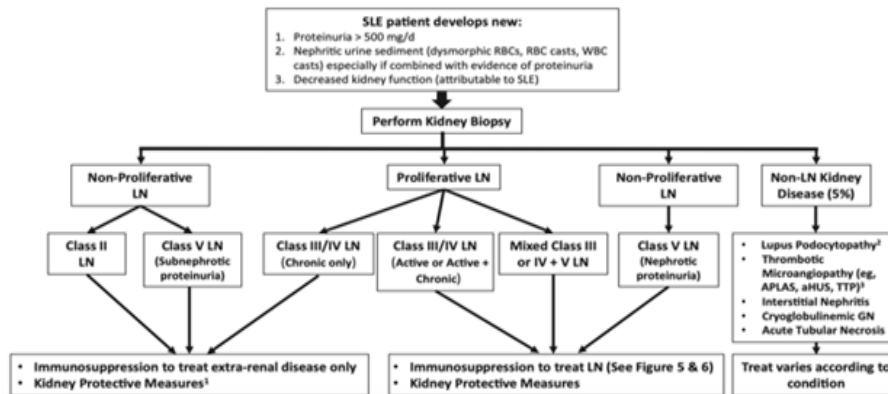 SLE patient develops new:
1. Proteinuria > 500 mg/d
2. Nephritic urine sediment (dysmorphic RBCs, RBC casts, WBC
casts) especially if combined with evidence of proteinuria
3. Decreased kidney function (attributable to SLE)
Perform Kidney Biopsy
Non-Proliferative
LN
Proliferative LN
Non-Proliferative
LN
Non-LN Kidney
Disease (5%)
Class II
LN
Class V LN
(Subnephrotic
proteinuria)
Class III/IV LN
(Chronic only)
Class III/IV LN
(Active or Active +
Chronic)
Mixed Class III
or IV + V LN
Class V LN
(Nephrotic
proteinuria)
• Lupus Podocytopathy²
• Thrombotic
Microangiopathy (eg,
APLAS, aHUS, TTP)³
• Interstitial Nephritis
• Cryoglobulinemic GN
• Acute Tubular Necrosis
• Immunosuppression to treat extra-renal disease only
• Kidney Protective Measures¹
• Immunosuppression to treat LN (See Figure 5 & 6)
• Kidney Protective Measures
Treat varies according to
condition